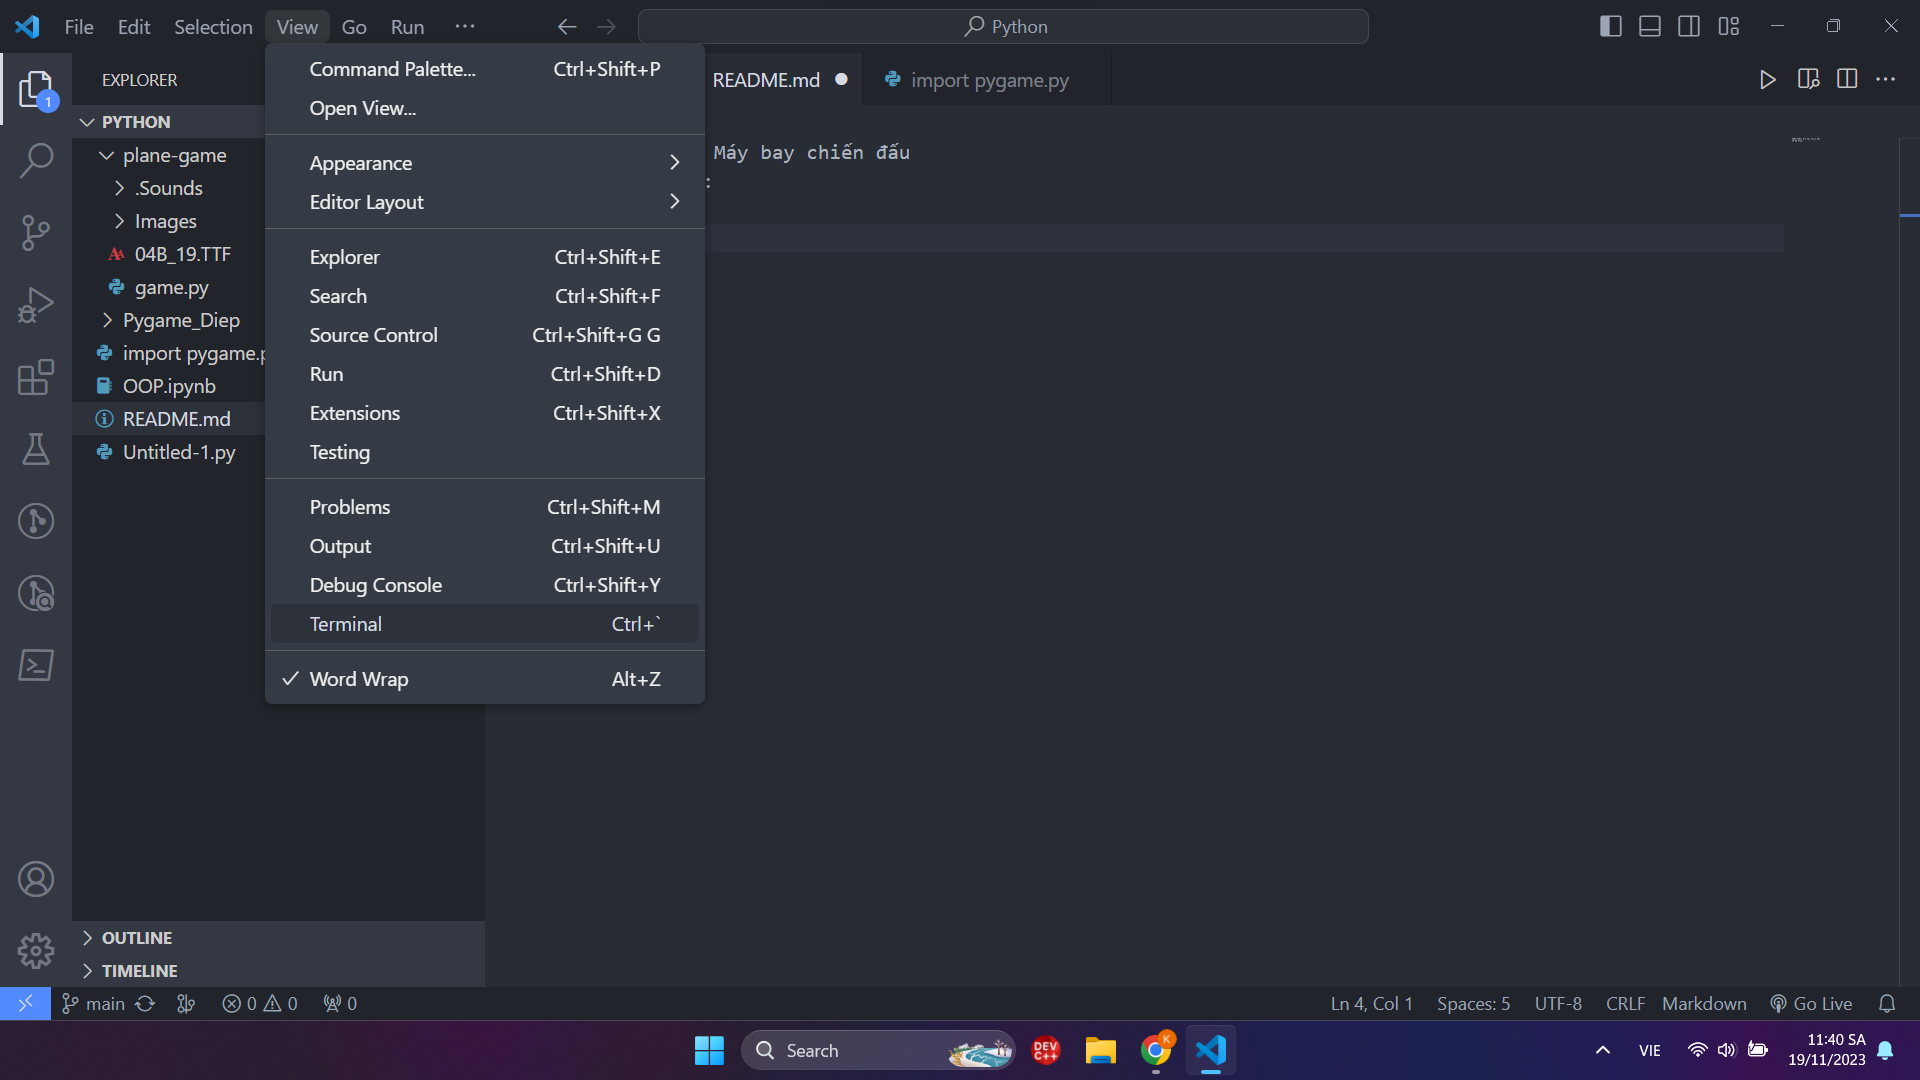 File Edit Selection View Go Run ...
Python
EXPLORER
README.md
import pygame.py
PYTHON
plane-game
.Sounds
Images
04B_19.TTF
game.py
Pygame_Diep
import pygame.p
OOP.ipynb
README.md
Untitled-1.py
OUTLINE
TIMELINE
Command Palette... Ctrl+Shift+P
Open View...
Appearance
Editor Layout
Explorer Ctrl+Shift+E
Search Ctrl+Shift+F
Source Control Ctrl+Shift+G G
Run Ctrl+Shift+D
Extensions Ctrl+Shift+X
Testing
Problems Ctrl+Shift+M
Output Ctrl+Shift+U
Debug Console Ctrl+Shift+Y
Terminal Ctrl+`
Word Wrap Alt+Z
Máy bay chiến đấu
:
1
main 0 0 0
Ln 4, Col 1 Spaces: 5 UTF-8 CRLF Markdown Go Live
Search
DEV C++
K
VIE
11:40 SA
19/11/2023